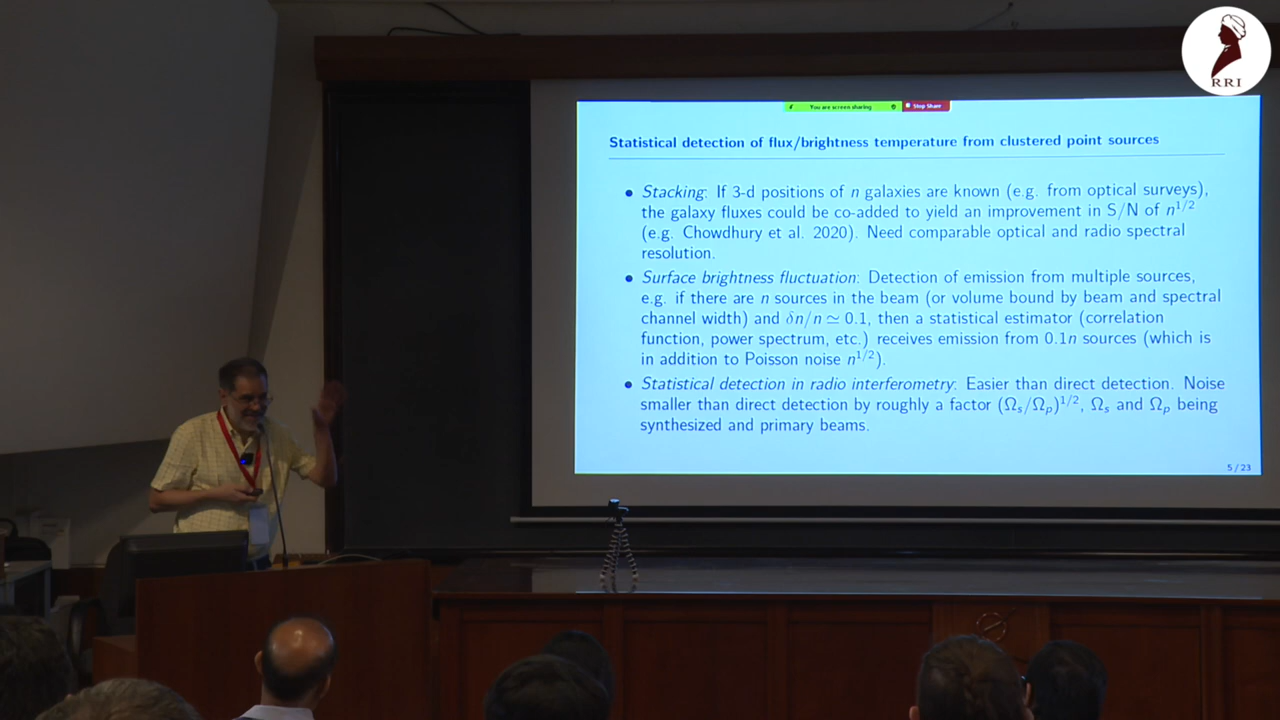 RRI
You are screen sharing
Stop Share
Statistical detection of flux/brightness temperature from clustered point sources
• Stacking: If 3-d positions of n galaxies are known (e.g. from optical surveys),
the galaxy fluxes could be co-added to yield an improvement in S/N of n^{1/2}
(e.g. Chowdhury et al. 2020). Need comparable optical and radio spectral
resolution.
• Surface brightness fluctuation: Detection of emission from multiple sources,
e.g. if there are n sources in the beam (or volume bound by beam and spectral
channel width) and δn/n ≃ 0.1, then a statistical estimator (correlation
function, power spectrum, etc.) receives emission from 0.1n sources (which is
in addition to Poisson noise n^{1/2}).
• Statistical detection in radio interferometry: Easier than direct detection. Noise
smaller than direct detection by roughly a factor (Ω_s/Ω_p)^{1/2}, Ω_s and Ω_p being
synthesized and primary beams.
5/23